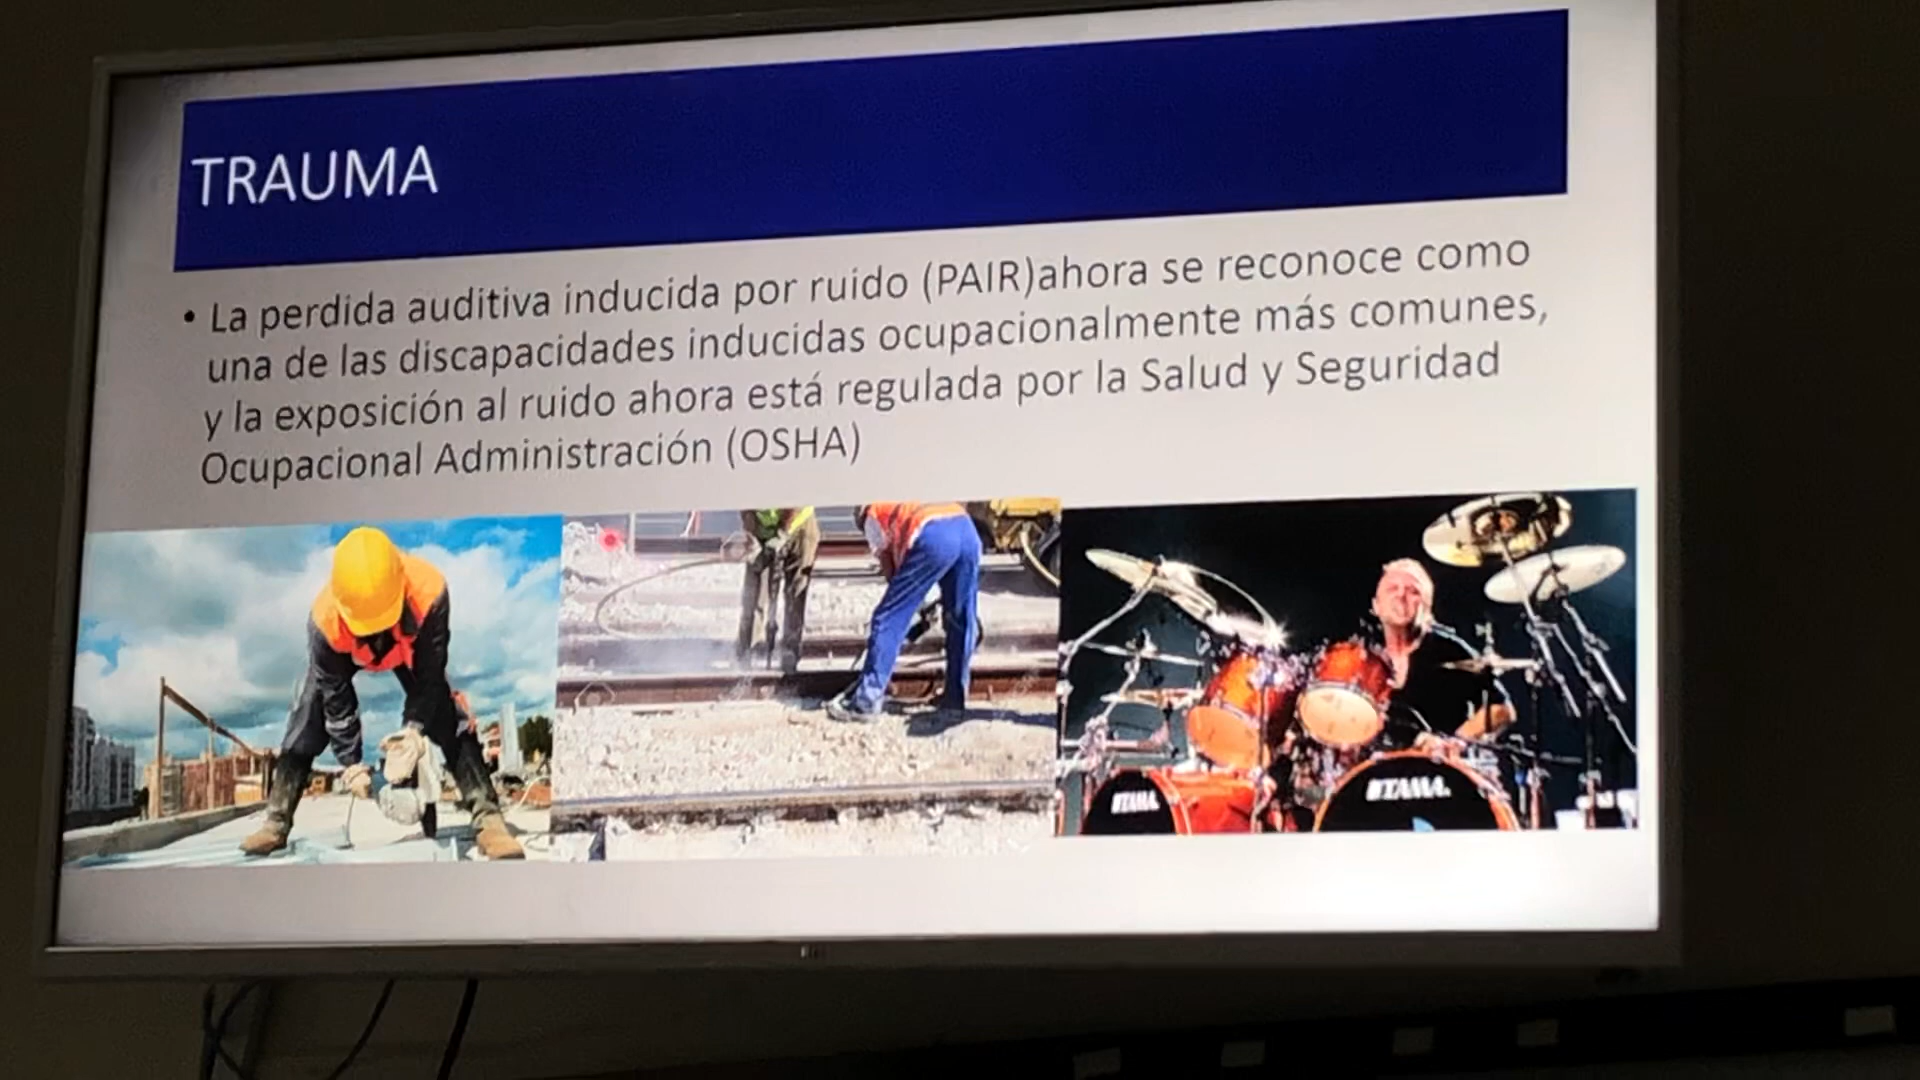 TRAUMA
• La perdida auditiva inducida por ruido (PAIR)ahora se reconoce como
una de las discapacidades inducidas ocupacionalmente más comunes,
y la exposición al ruido ahora está regulada por la Salud y Seguridad
Ocupacional Administración (OSHA)
TAMA
TAMA.